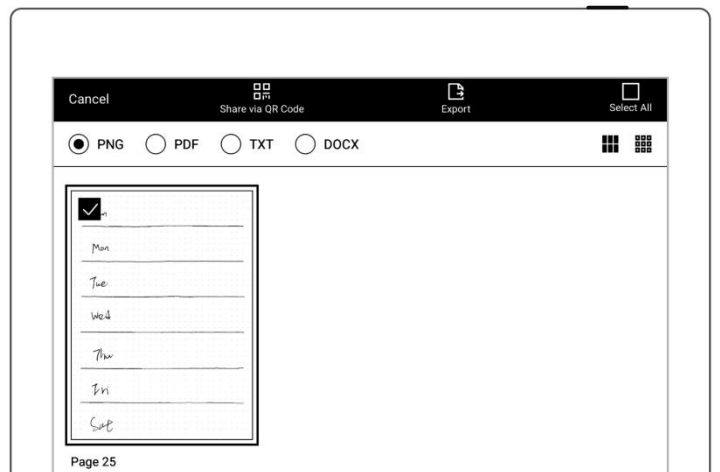 Cancel
Share via QR Code
Export
Select All
PNG PDF TXT DOCX
Mon
Tue
Wed
Thu
Fri
Sat
Page 25